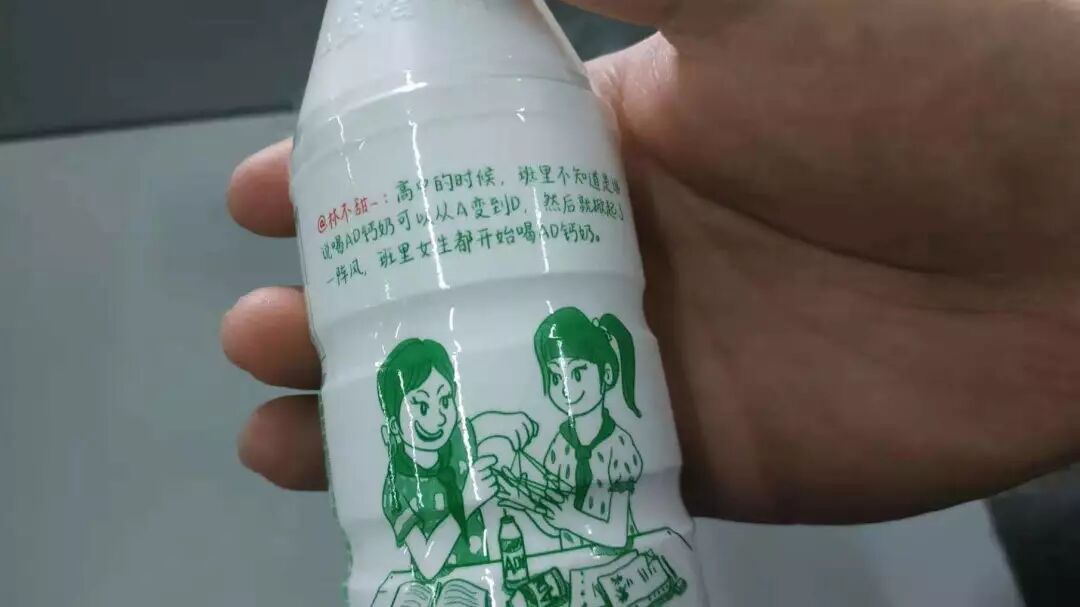 @林不甜一：高中的时候，班里不知道是
说喝AD钙奶可以从A变到D，然后就掀起了
一阵风，班里女生都开始喝AD钙奶。
AD